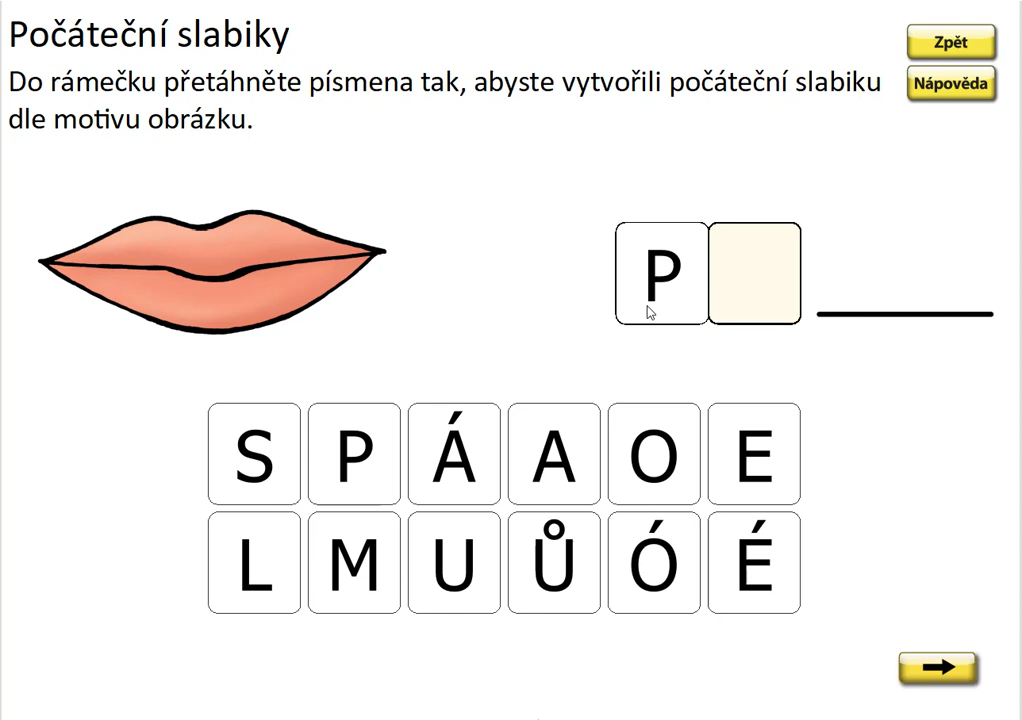 Počáteční slabiky
Zpět
Do rámečku přetáhněte písmena tak, abyste vytvořili počáteční slabiku
dle motivu obrázku.
Nápověda
P
S P Á A O E
L M U Ů Ó É